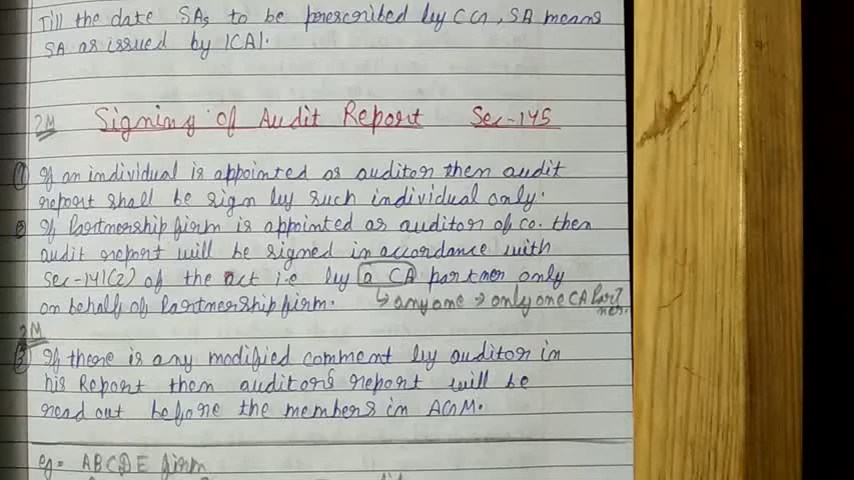 Till the date SAs to be prescribed by CG, SA means
SA as issued by ICAI.
2M Signing of Audit Report Sec-145
① If an individual is appointed as auditor then audit
report shall be sign by such individual only.
② If Partnership firm is appointed as auditor of co. then
audit report will be signed in accordance with
Sec-141(2) of the act i.e by a CA partner only
on behalf of Partnership firm. ↳ any one → only one CA Partner.
2M
③ If there is any modified comment by auditor in
his Report then auditors report will be
read out before the members in AGM.
eg= ABCDE firm